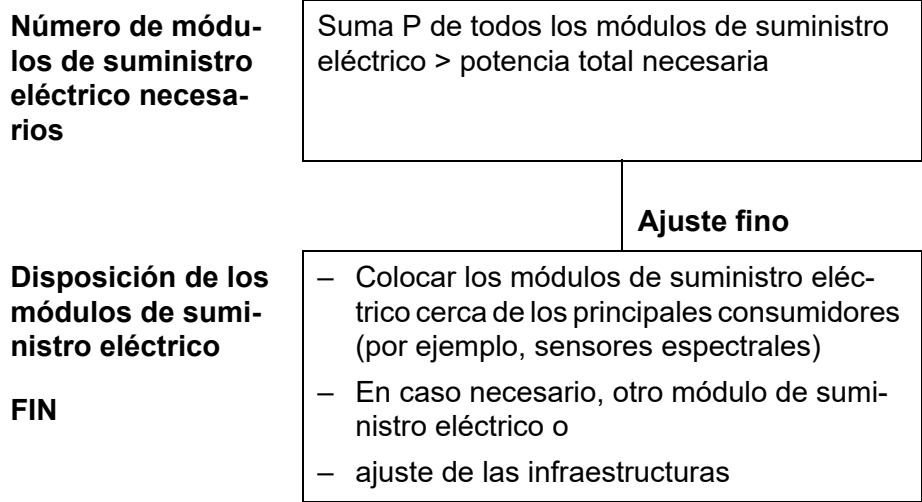 Número de módu-
los de suministro
eléctrico necesa-
rios
Suma P de todos los módulos de suministro
eléctrico > potencia total necesaria
Ajuste fino
Disposición de los
módulos de sumi-
nistro eléctrico
FIN
– Colocar los módulos de suministro eléc-
trico cerca de los principales consumidores
(por ejemplo, sensores espectrales)
– En caso necesario, otro módulo de sumi-
nistro eléctrico o
– ajuste de las infraestructuras